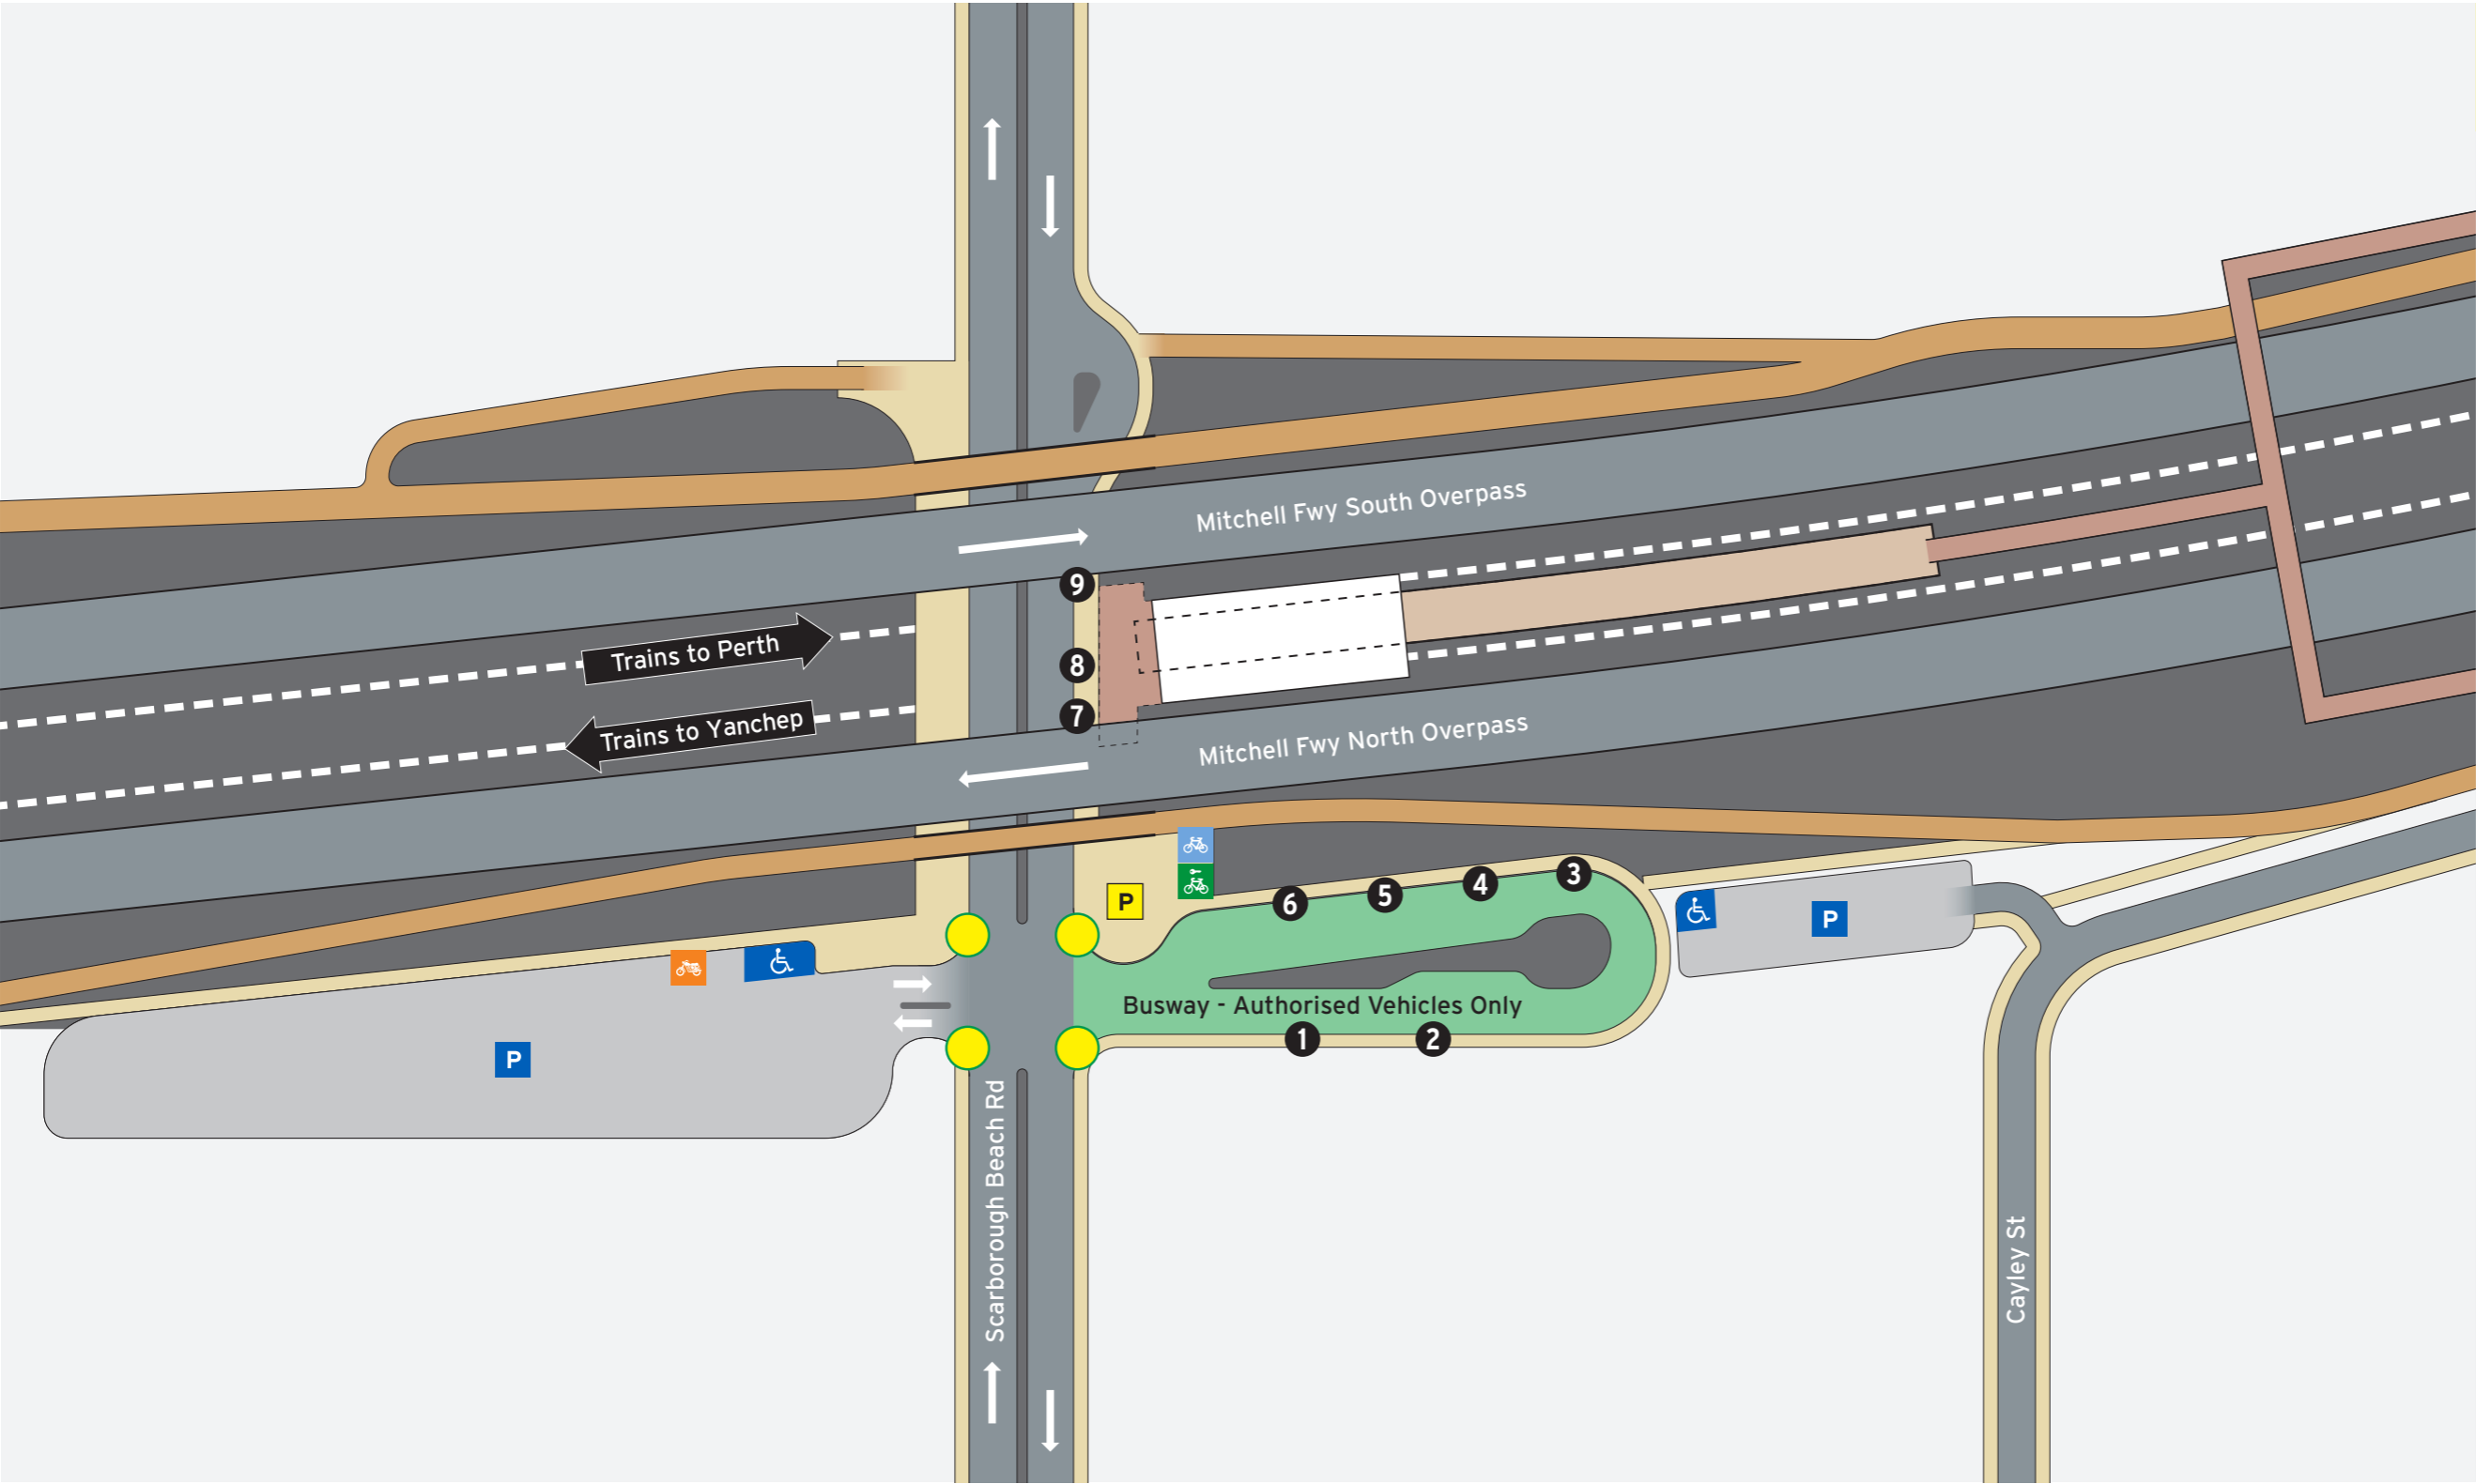 Mitchell Fwy South Overpass
9
Trains to Perth
8
7
Trains to Yanchep
Mitchell Fwy North Overpass
P
6
5
4
3
P
Busway - Authorised Vehicles Only
1
2
P
Scarborough Beach Rd
Cayley St